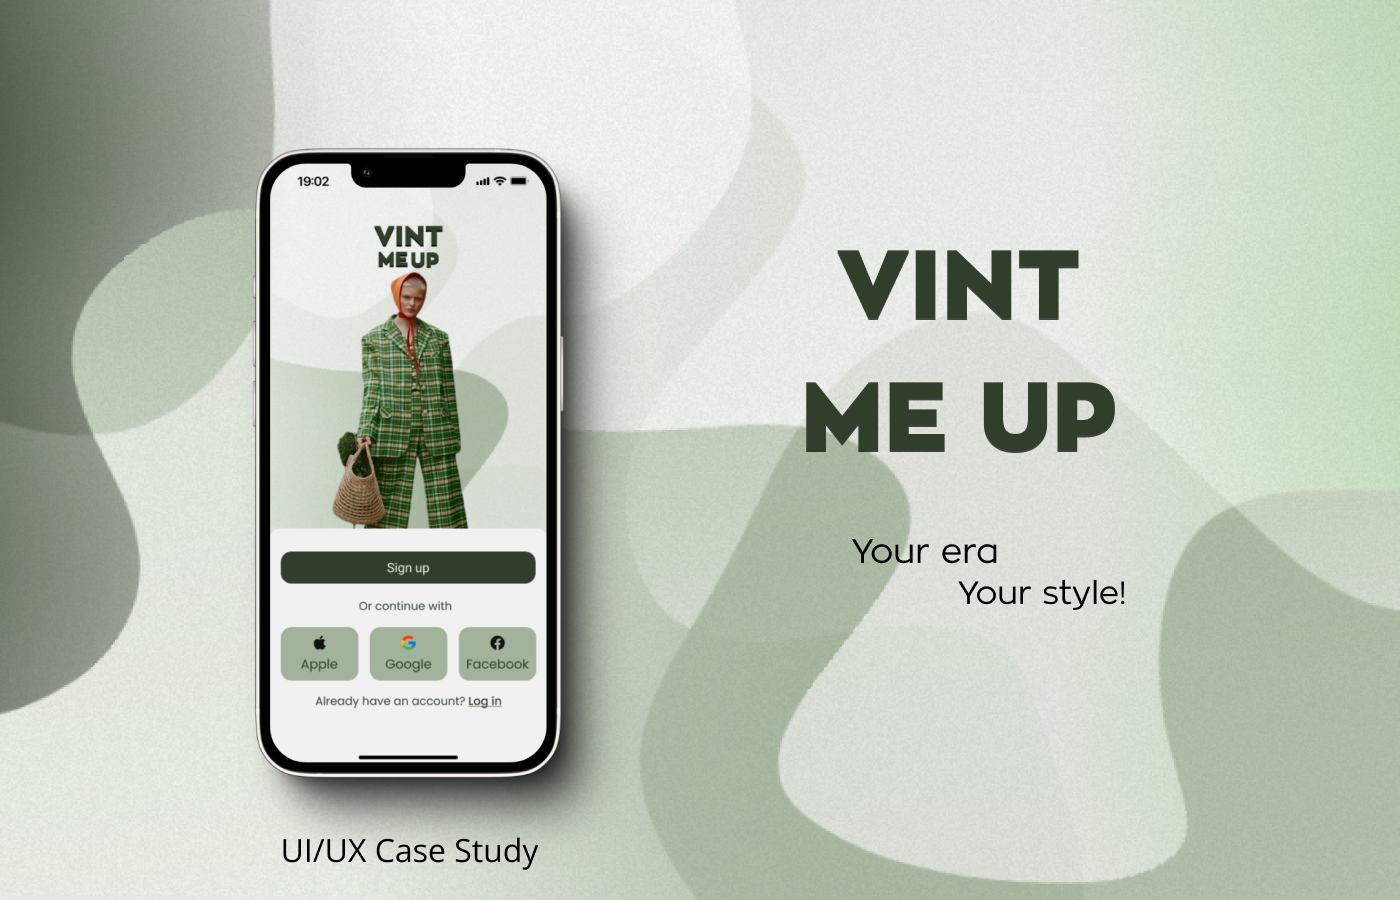 19:02
VINT
ME UP
Sign up
Or continue with
Apple
Google
Facebook
Already have an account? Log in
UI/UX Case Study
VINT
ME UP
Your era
Your style!